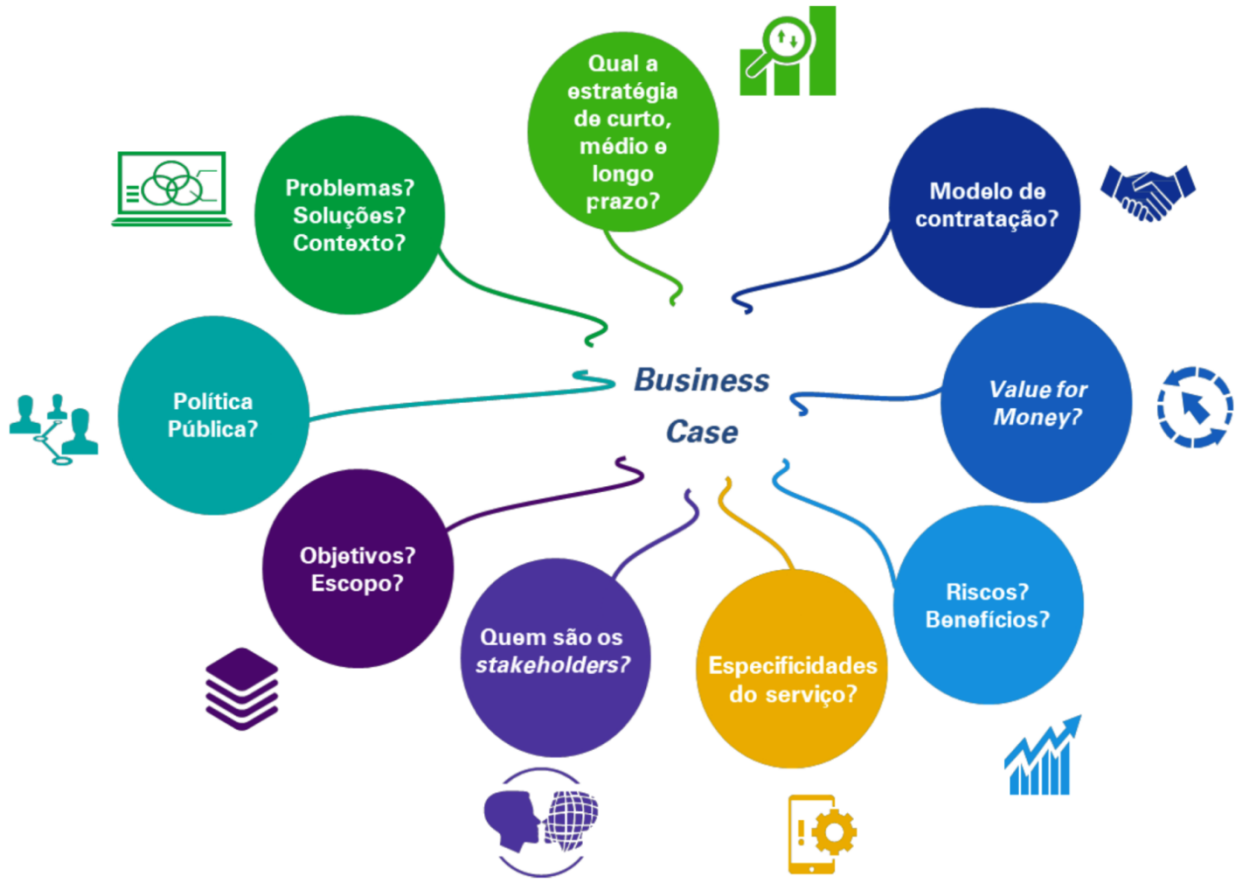 Qual a
estratégia
de curto,
médio e
longo
prazo?
Problemas?
Soluções?
Contexto?
Modelo de
contratação?
Business
Case
Value for
Money?
Política
Pública?
Objetivos?
Escopo?
Riscos?
Benefícios?
Quem são os
stakeholders?
Especificidades
do serviço?